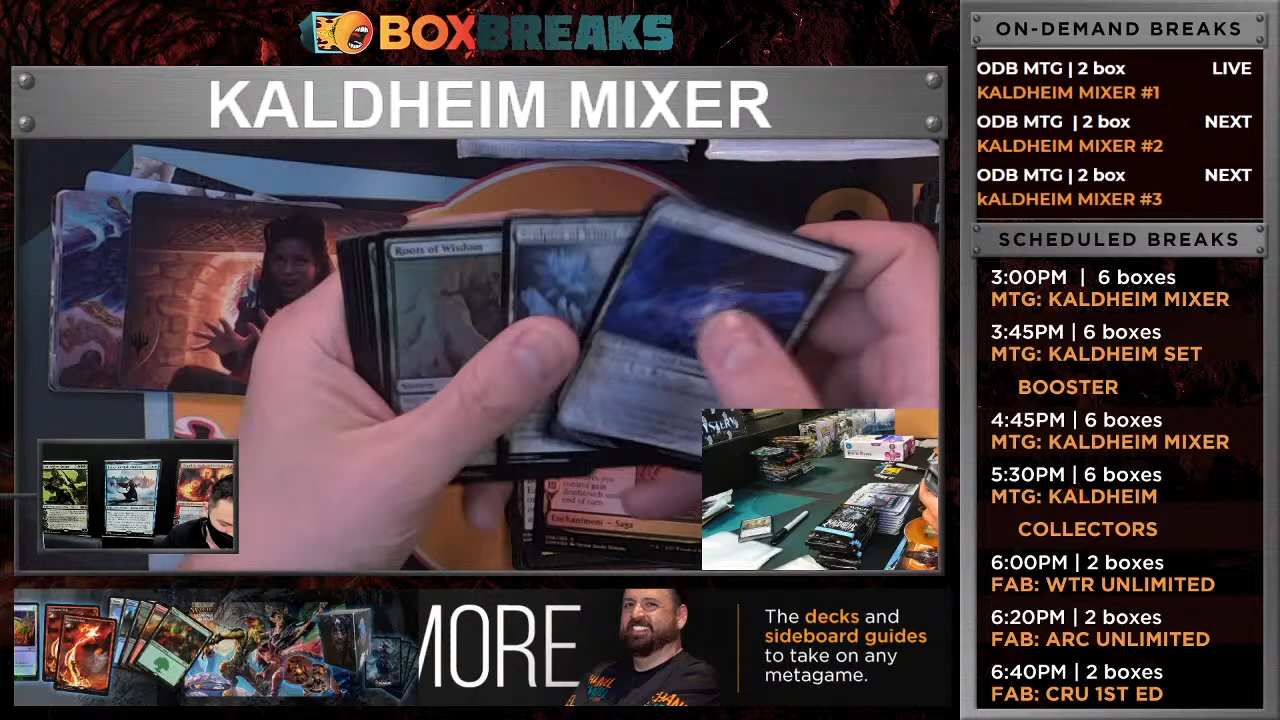 BOXBREAKS
KALDHEIM MIXER
Roots of Wisdom
control gain
end of turn.
Enchantment – Saga
MORE
The decks and
sideboard guides
to take on any
metagame.
ON-DEMAND BREAKS
ODB MTG | 2 box LIVE
KALDHEIM MIXER #1
ODB MTG | 2 box NEXT
KALDHEIM MIXER #2
ODB MTG | 2 box NEXT
kALDHEIM MIXER #3
SCHEDULED BREAKS
3:00PM | 6 boxes
MTG: KALDHEIM MIXER
3:45PM | 6 boxes
MTG: KALDHEIM SET
BOOSTER
4:45PM | 6 boxes
MTG: KALDHEIM MIXER
5:30PM | 6 boxes
MTG: KALDHEIM
COLLECTORS
6:00PM | 2 boxes
FAB: WTR UNLIMITED
6:20PM | 2 boxes
FAB: ARC UNLIMITED
6:40PM | 2 boxes
FAB: CRU 1ST ED